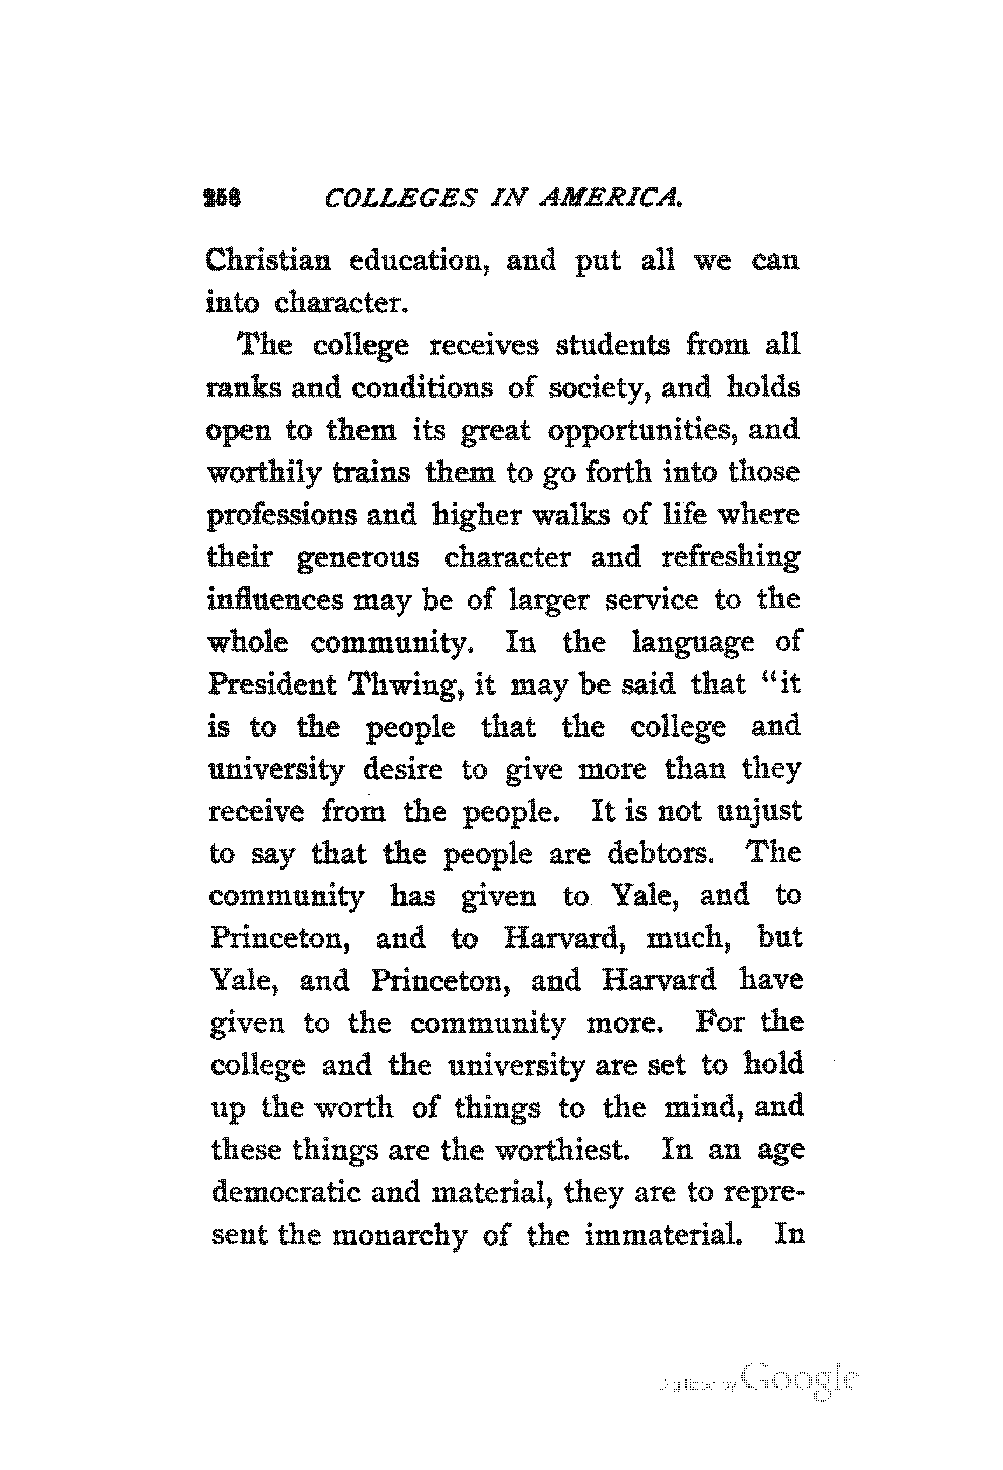 256 COLLEGES IN AMERICA.
Christian education, and put all we can
into character.
The college receives students from all
ranks and conditions of society, and holds
open to them its great opportunities, and
worthily trains them to go forth into those
professions and higher walks of life where
their generous character and refreshing
influences may be of larger service to the
whole community. In the language of
President Thwing, it may be said that “it
is to the people that the college and
university desire to give more than they
receive from the people. It is not unjust
to say that the people are debtors. The
community has given to Yale, and to
Princeton, and to Harvard, much, but
Yale, and Princeton, and Harvard have
given to the community more. For the
college and the university are set to hold
up the worth of things to the mind, and
these things are the worthiest. In an age
democratic and material, they are to repre-
sent the monarchy of the immaterial. In
Digitized by Google